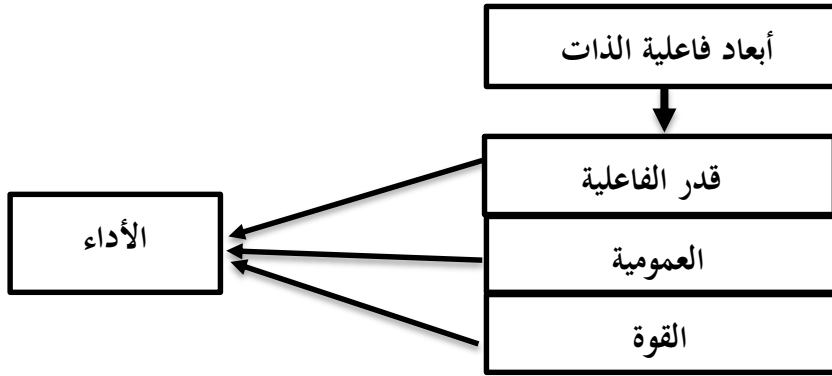 أبعاد فاعلية الذات
قدر الفاعلية
العمومية
القوة
الأداء